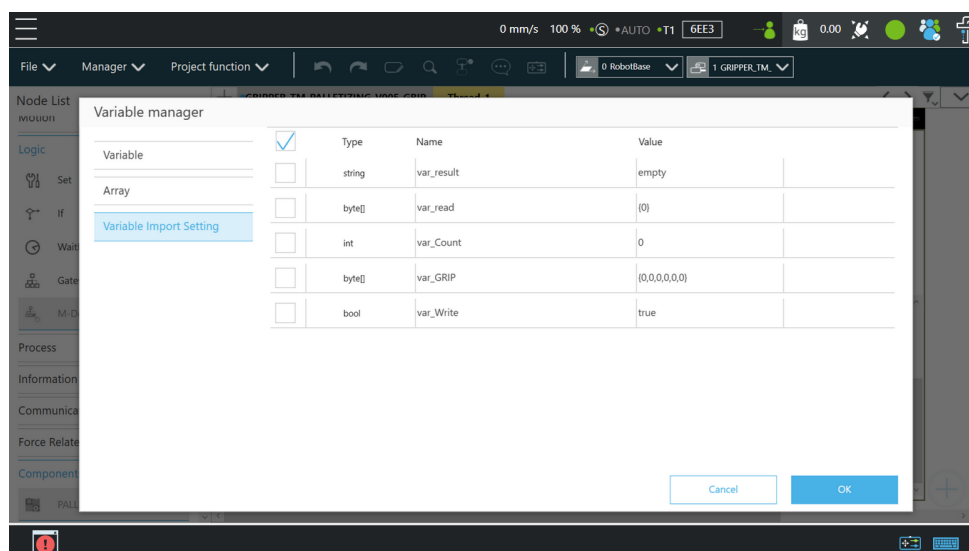 0 mm/s 100 % S AUTO T1 6EE3 kg 0.00
File Manager Project function 0 RobotBase 1 GRIPPER_TM_
Node List
Variable manager
Logic
Set
If
Gate
M-D
Process
Information
Communica
Force Relate
Component
PALL
Variable
Array
Variable Import Setting
Type Name Value
string var_result empty
byte[] var_read {0}
int var_Count 0
byte[] var_GRIP {0,0,0,0,0,0}
bool var_Write true
Cancel OK